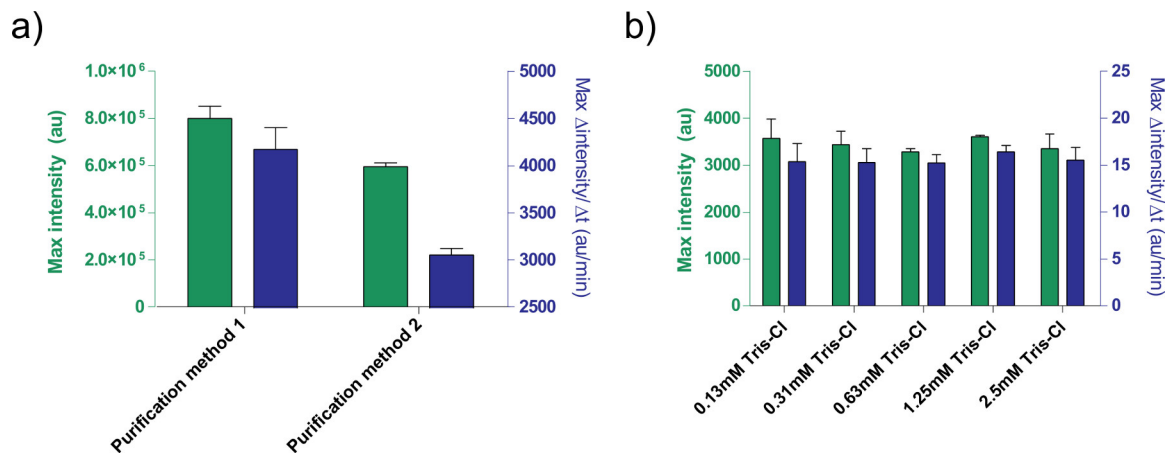 a)
Max intensity (au)
1.0×10⁶
8.0×10⁵
6.0×10⁵
4.0×10⁵
2.0×10⁵
0
5000
4500
4000
3500
3000
2500
Max Δintensity/ Δt (au/min)
Purification method 1
Purification method 2
b)
Max intensity (au)
5000
4000
3000
2000
1000
0
25
20
15
10
5
0
Max Δintensity/ Δt (au/min)
0.13mM Tris-Cl
0.31mM Tris-Cl
0.63mM Tris-Cl
1.25mM Tris-Cl
2.5mM Tris-Cl